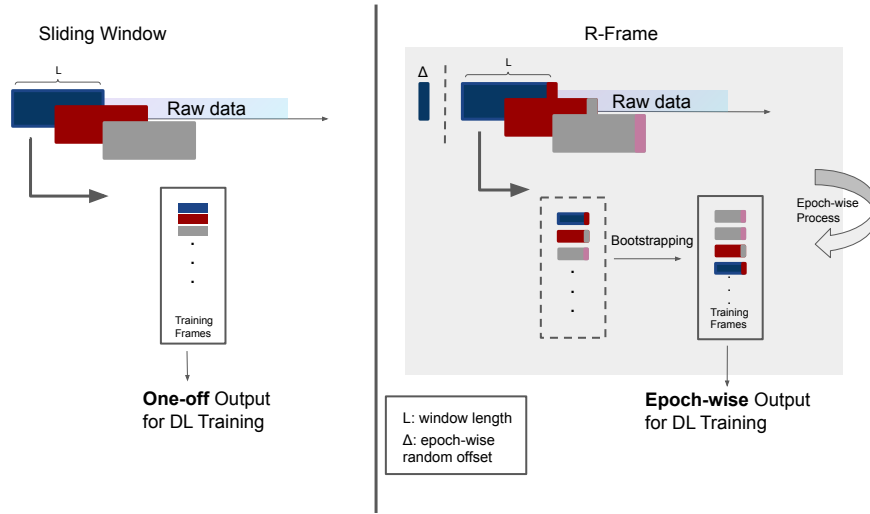 Sliding Window
L
Raw data
Training
Frames
One-off Output
for DL Training
R-Frame
Δ
L
Raw data
Epoch-wise
Process
Bootstrapping
Training
Frames
Epoch-wise Output
for DL Training
L: window length
Δ: epoch-wise
random offset